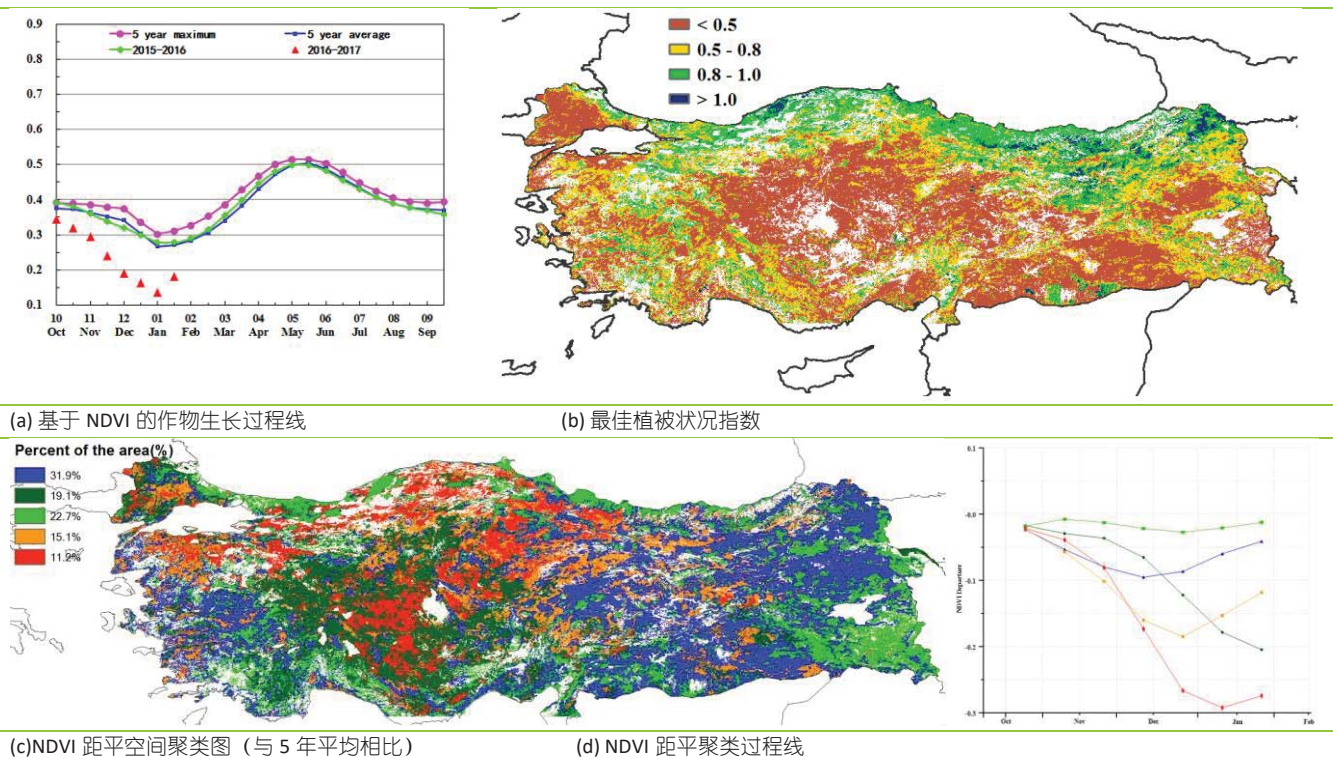 0.9
0.8
0.7
0.6
0.5
0.4
0.3
0.2
0.1
5 year maximum
5 year average
2015-2016
2016-2017
10 11 12 01 02 03 04 05 06 07 08 09
Oct Nov Dec Jan Feb Mar Apr May Jun Jul Aug Sep
< 0.5
0.5 - 0.8
0.8 - 1.0
> 1.0
(a) 基于 NDVI 的作物生长过程线
(b) 最佳植被状况指数
Percent of the area(%)
31.9%
19.1%
22.7%
15.1%
11.2%
0.1
-0.0
-0.1
-0.2
-0.3
NDVI Departure
Oct Nov Dec Jan Feb
(c)NDVI 距平空间聚类图（与 5 年平均相比）
(d) NDVI 距平聚类过程线